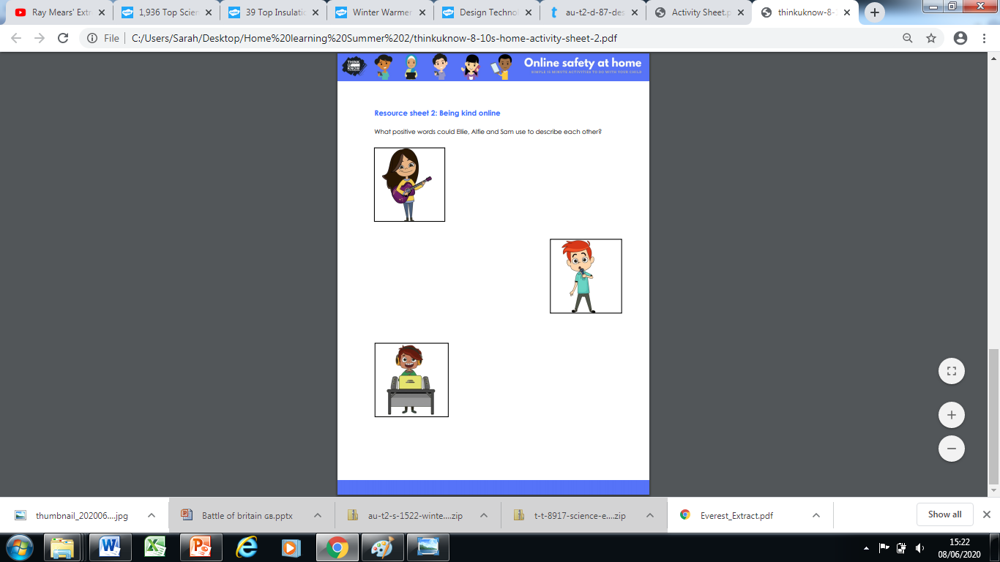 Ray Mears' Extr
1,936 Top Scien
39 Top Insulatio
Winter Warmer
Design Technol
au-t2-d-87-des
Activity Sheet.p
thinkuknow-8-
File
C:/Users/Sarah/Desktop/Home%20learning%20Summer%202/thinkuknow-8-10s-home-activity-sheet-2.pdf
THINK
U KNOW
Online safety at home
SIMPLE 15 MINUTE ACTIVITIES TO DO WITH YOUR CHILD
Resource sheet 2: Being kind online
What positive words could Ellie, Alfie and Sam use to describe each other?
thumbnail_202006....jpg
Battle of britain GB.pptx
au-t2-s-1522-winte....zip
t-t-8917-science-e....zip
Everest_Extract.pdf
Show all
15:22
08/06/2020